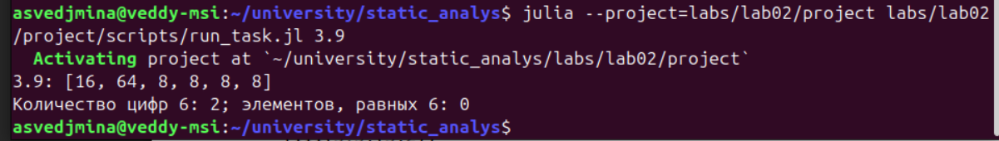 asvedjmina@veddy-msi:~/university/static_analys$ julia --project=labs/lab02/project labs/lab02
/project/scripts/run_task.jl 3.9
  Activating project at `~/university/static_analys/labs/lab02/project`
3.9: [16, 64, 8, 8, 8, 8]
Количество цифр 6: 2; элементов, равных 6: 0
asvedjmina@veddy-msi:~/university/static_analys$